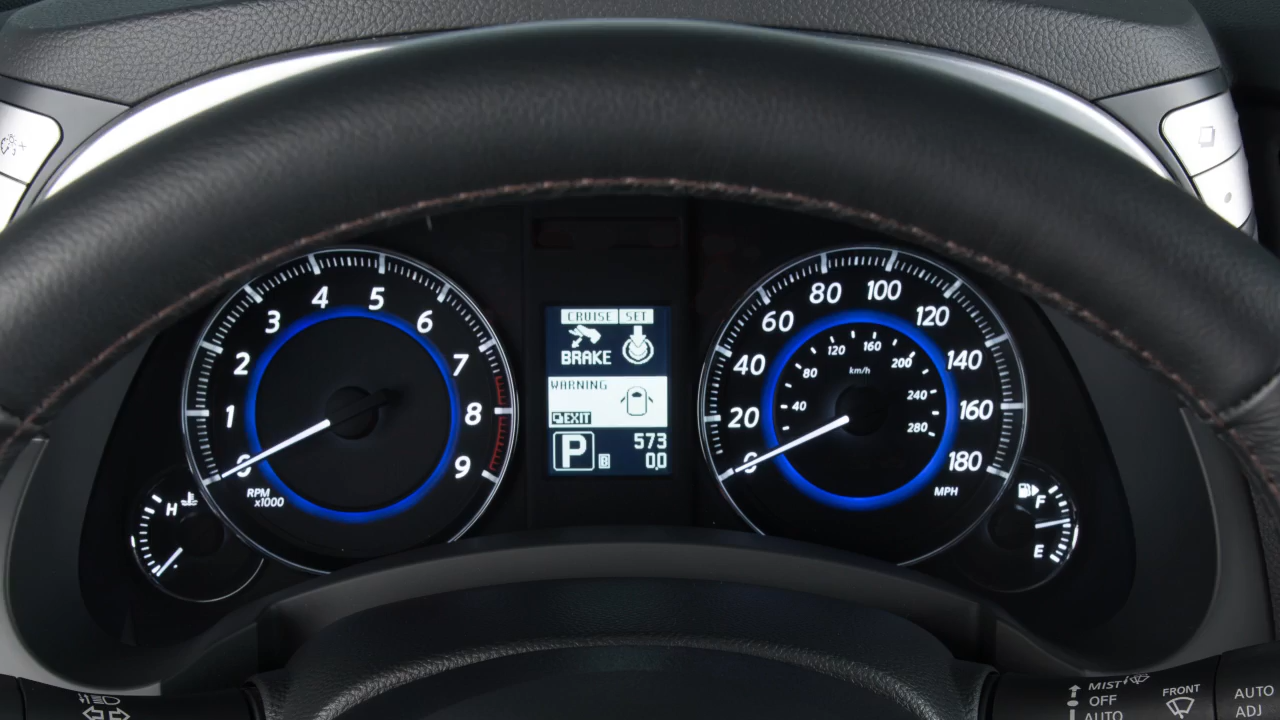 1
2
3
4
5
6
7
8
9
RPM
x1000
H
CRUISE SET
BRAKE
WARNING
EXIT
P
B
573
0.0
0
20
40
60
80
100
120
140
160
180
MPH
40
80
120
160
200
240
280
km/h
F
E
MIST
OFF
AUTO
FRONT
AUTO
ADJ